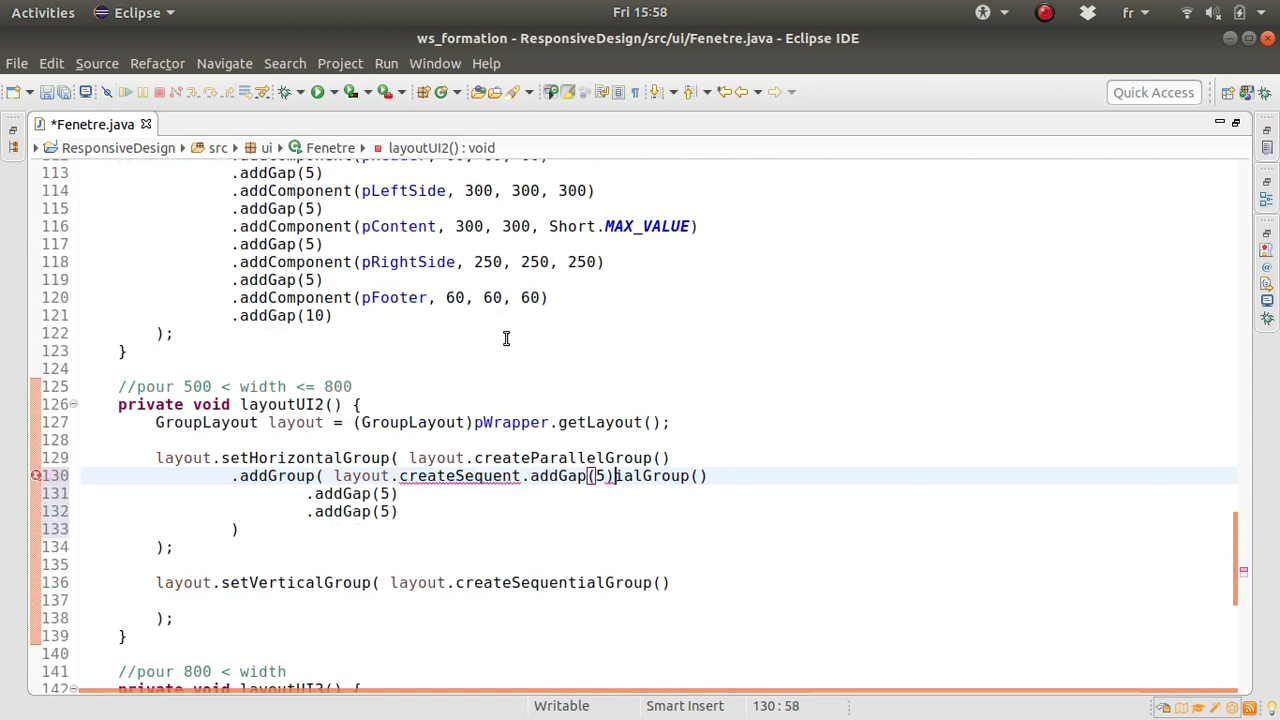 Activities Eclipse Fri 15:58 fr
ws_formation - ResponsiveDesign/src/ui/Fenetre.java - Eclipse IDE
File Edit Source Refactor Navigate Search Project Run Window Help
Quick Access
*Fenetre.java
ResponsiveDesign src ui Fenetre layoutUI2() : void
113 .addGap(5)
114 .addComponent(pLeftSide, 300, 300, 300)
115 .addGap(5)
116 .addComponent(pContent, 300, 300, Short.MAX_VALUE)
117 .addGap(5)
118 .addComponent(pRightSide, 250, 250, 250)
119 .addGap(5)
120 .addComponent(pFooter, 60, 60, 60)
121 .addGap(10)
122 );
123 }
124
125 //pour 500 < width <= 800
126 private void layoutUI2() {
127 GroupLayout layout = (GroupLayout)pWrapper.getLayout();
128
129 layout.setHorizontalGroup( layout.createParallelGroup()
130 .addGroup( layout.createSequent.addGap(5)ialGroup()
131 .addGap(5)
132 .addGap(5)
133 )
134 );
135
136 layout.setVerticalGroup( layout.createSequentialGroup()
137
138 );
139 }
140
141 //pour 800 < width
142 private void layoutUI3() {
Writable Smart Insert 130 : 58